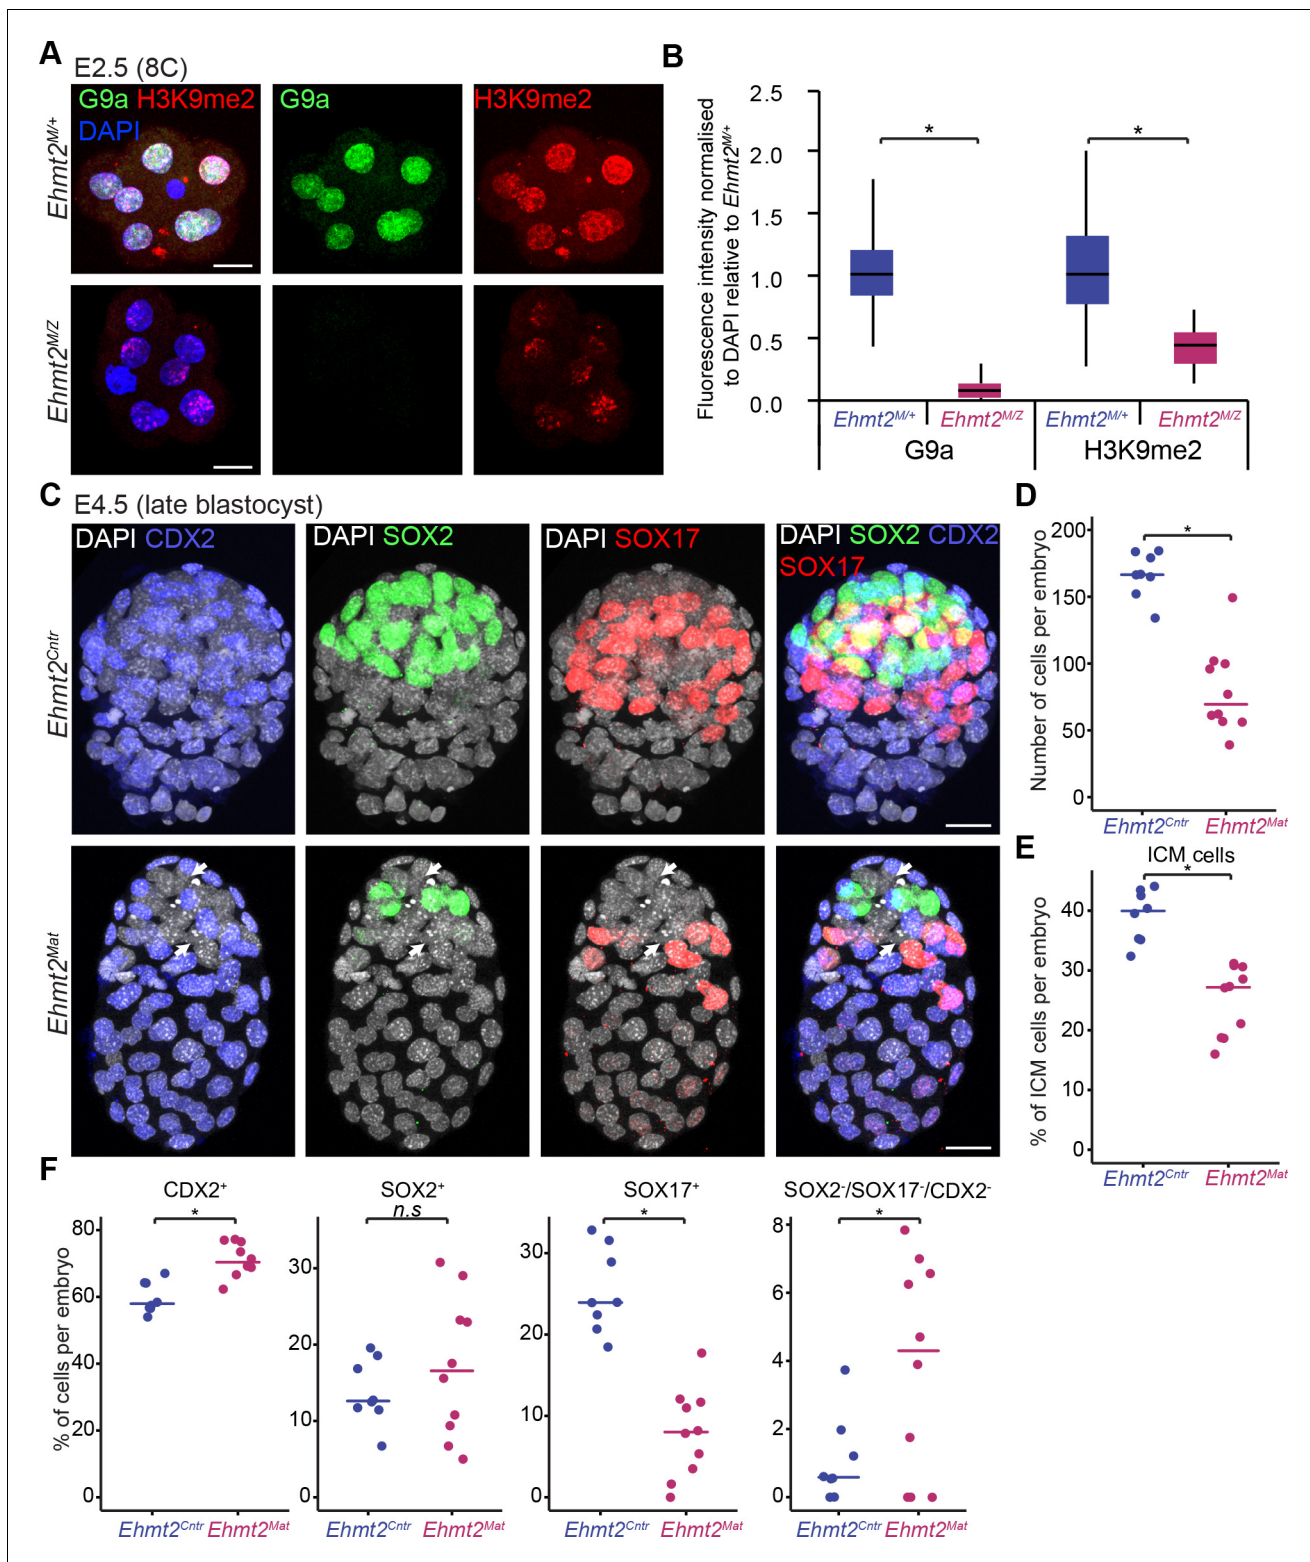 A
E2.5 (8C)
G9a H3K9me2
DAPI
G9a
H3K9me2
Ehmt2M/+
Ehmt2M/Z
B
Fluorescence intensity normalised
to DAPI relative to Ehmt2M/+
2.5
2.0
1.5
1.0
0.5
0.0
*
*
Ehmt2M/+
Ehmt2M/Z
Ehmt2M/+
Ehmt2M/Z
G9a
H3K9me2
C
E4.5 (late blastocyst)
DAPI CDX2
DAPI SOX2
DAPI SOX17
DAPI SOX2 CDX2
SOX17
Ehmt2Cntr
Ehmt2Mat
D
Number of cells per embryo
200
150
100
50
0
*
Ehmt2Cntr
Ehmt2Mat
E
ICM cells
*
% of ICM cells per embryo
40
30
20
10
0
Ehmt2Cntr
Ehmt2Mat
F
% of cells per embryo
CDX2+
*
80
60
40
20
0
Ehmt2Cntr
Ehmt2Mat
SOX2+
n.s
30
20
10
0
Ehmt2Cntr
Ehmt2Mat
SOX17+
*
30
20
10
0
Ehmt2Cntr
Ehmt2Mat
SOX2-/SOX17-/CDX2-
*
8
6
4
2
0
Ehmt2Cntr
Ehmt2Mat